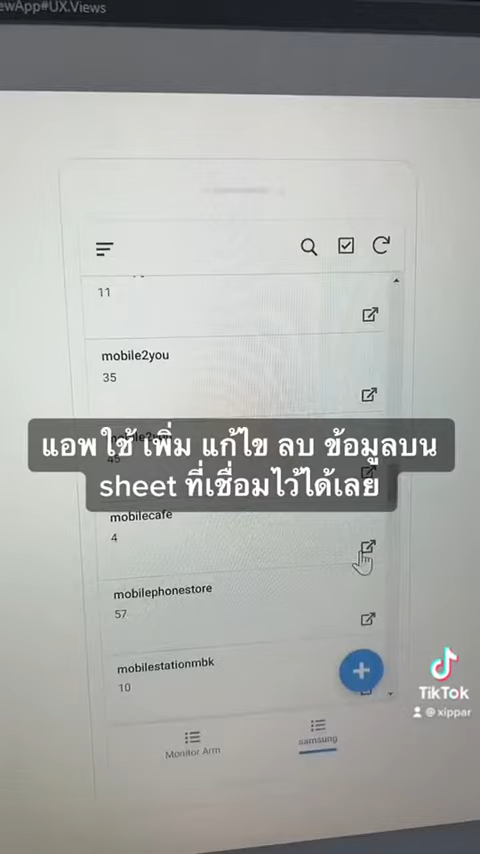 ewApp#UX.Views
11
mobile2you
35
แอพใช้ เพิ่ม แก้ไข ลบ ข้อมูลบน
sheet ที่เชื่อมไว้ได้เลย
45
mobilecafe
4
mobilephonestore
57
mobilestationmbk
10
Monitor Arm
samsung
TikTok
@xippar